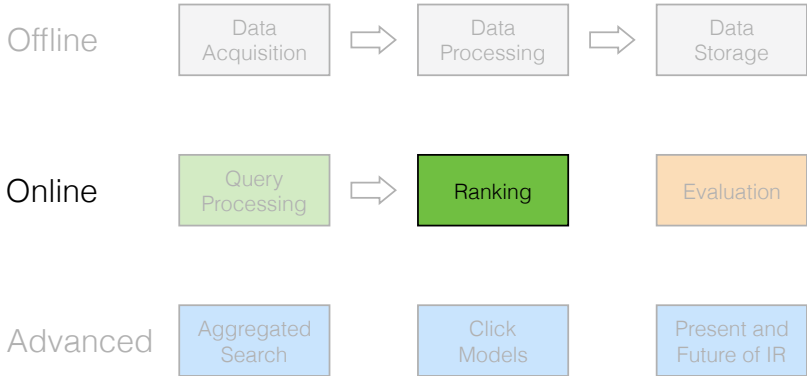 Offline
Data
Acquisition
Data
Processing
Data
Storage
Online
Query
Processing
Ranking
Evaluation
Advanced
Aggregated
Search
Click
Models
Present and
Future of IR